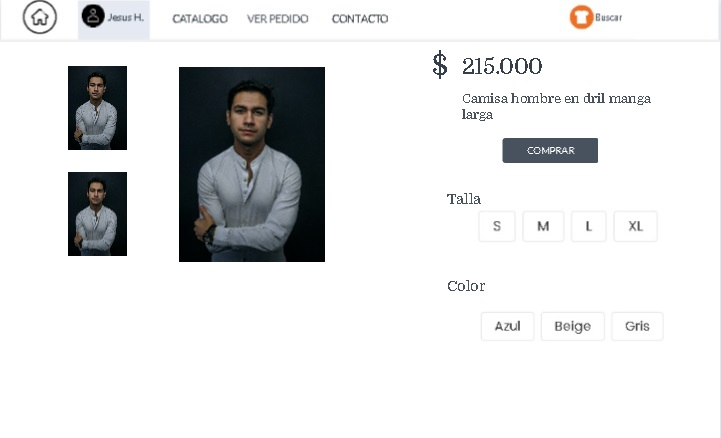 Jesus H.
CATALOGO
VER PEDIDO
CONTACTO
Buscar
$ 215.000
Camisa hombre en dril manga
larga
COMPRAR
Talla
S M L XL
Color
Azul Beige Gris